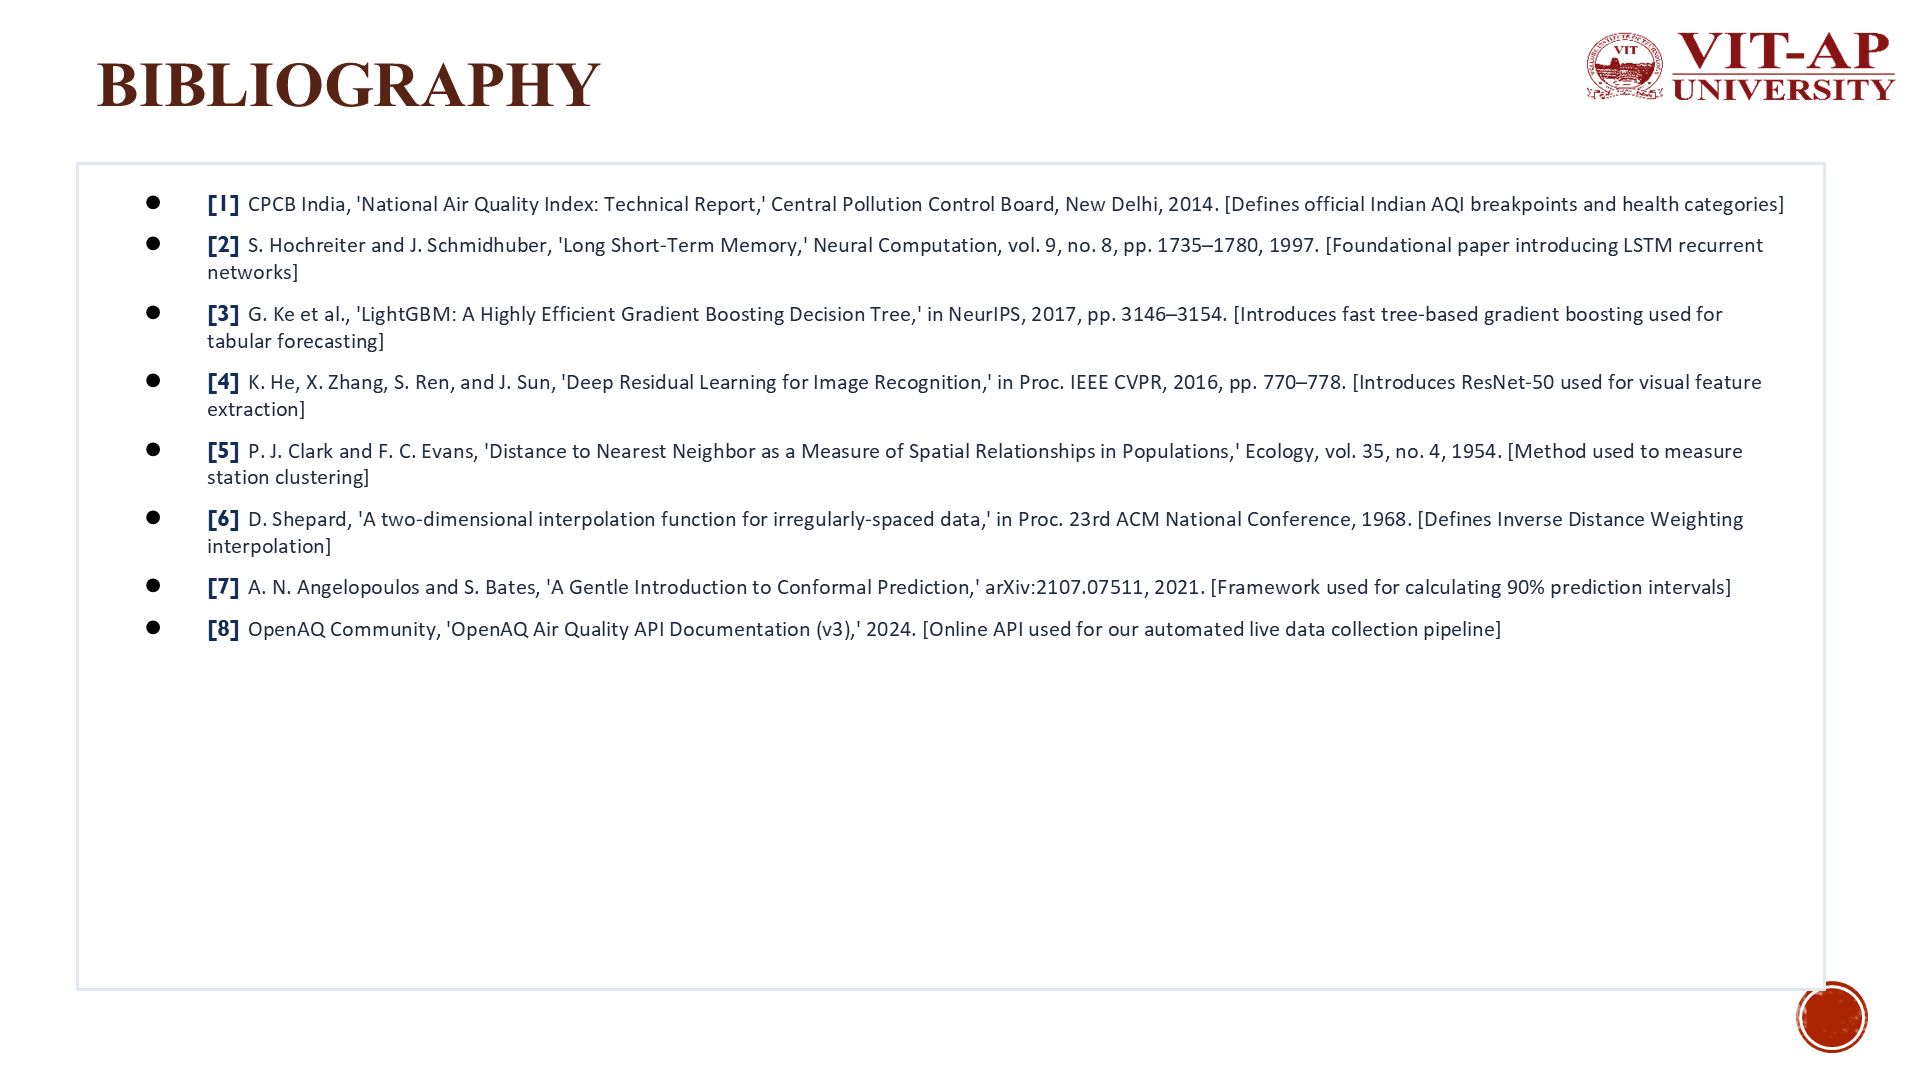 BIBLIOGRAPHY
VIT
VIT-AP
UNIVERSITY
● [1] CPCB India, 'National Air Quality Index: Technical Report,' Central Pollution Control Board, New Delhi, 2014. [Defines official Indian AQI breakpoints and health categories]
● [2] S. Hochreiter and J. Schmidhuber, 'Long Short-Term Memory,' Neural Computation, vol. 9, no. 8, pp. 1735–1780, 1997. [Foundational paper introducing LSTM recurrent
networks]
● [3] G. Ke et al., 'LightGBM: A Highly Efficient Gradient Boosting Decision Tree,' in NeurIPS, 2017, pp. 3146–3154. [Introduces fast tree-based gradient boosting used for
tabular forecasting]
● [4] K. He, X. Zhang, S. Ren, and J. Sun, 'Deep Residual Learning for Image Recognition,' in Proc. IEEE CVPR, 2016, pp. 770–778. [Introduces ResNet-50 used for visual feature
extraction]
● [5] P. J. Clark and F. C. Evans, 'Distance to Nearest Neighbor as a Measure of Spatial Relationships in Populations,' Ecology, vol. 35, no. 4, 1954. [Method used to measure
station clustering]
● [6] D. Shepard, 'A two-dimensional interpolation function for irregularly-spaced data,' in Proc. 23rd ACM National Conference, 1968. [Defines Inverse Distance Weighting
interpolation]
● [7] A. N. Angelopoulos and S. Bates, 'A Gentle Introduction to Conformal Prediction,' arXiv:2107.07511, 2021. [Framework used for calculating 90% prediction intervals]
● [8] OpenAQ Community, 'OpenAQ Air Quality API Documentation (v3),' 2024. [Online API used for our automated live data collection pipeline]